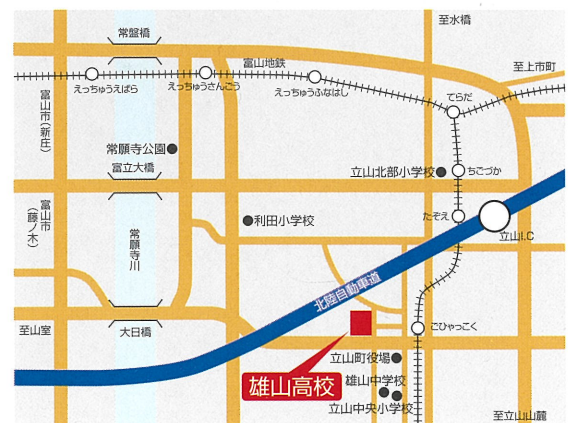 常盤橋
至水橋
富山地鉄
至上市町
えっちゅうえばら
えっちゅうさんごう
えっちゅうふなはし
てらだ
富山市(新庄)
常願寺公園
富立大橋
立山北部小学校
ちごづか
富山市(藤ノ木)
利田小学校
たぞえ
立山I.C
常願寺川
北陸自動車道
至山室
大日橋
ごひゃっこく
立山町役場
雄山高校
雄山中学校
立山中央小学校
至立山山麓